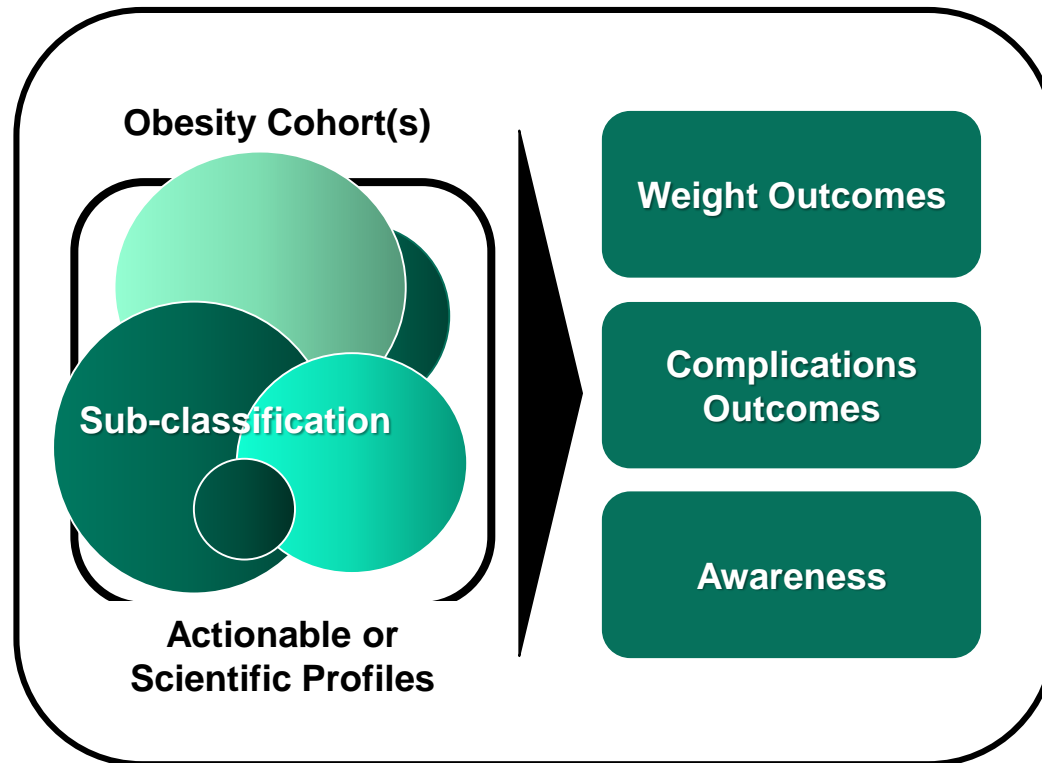 Obesity Cohort(s)
Sub-classification
Actionable or
Scientific Profiles
Weight Outcomes
Complications
Outcomes
Awareness